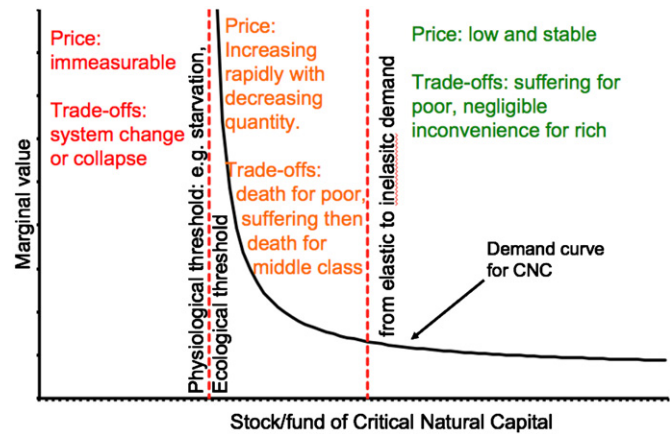 Price:
immeasurable
Trade-offs:
system change
or collapse
Price:
Increasing
rapidly with
decreasing
quantity.
Trade-offs:
death for poor,
suffering then
death for
middle class
Price: low and stable
Trade-offs: suffering for
poor, negligible
inconvenience for rich
Marginal value
Physiological threshold: e.g. starvation,
Ecological threshold
from elastic to inelasitc demand
Demand curve
for CNC
Stock/fund of Critical Natural Capital